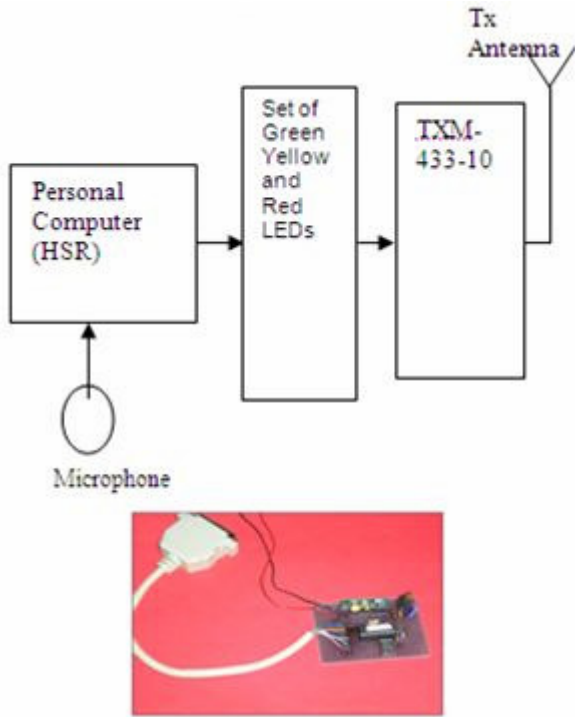 Tx
Antenna
Set of
Green
Yellow
and
Red
LEDs
TXM-
433-10
Personal
Computer
(HSR)
Microphone